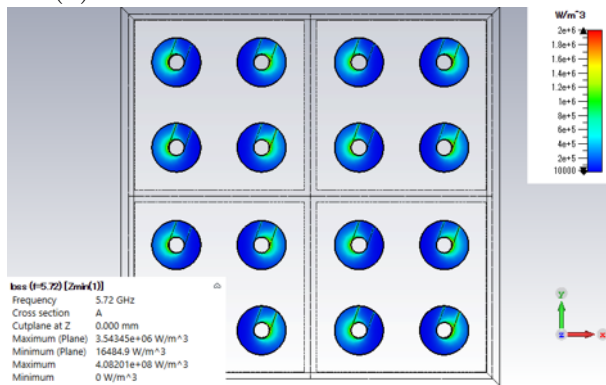 W/m^3
2e+6
1.8e+6
1.6e+6
1.4e+6
1.2e+6
1e+6
8e+5
6e+5
4e+5
2e+5
10000
loss (f=5.72) [Zmin(1)]
Frequency 5.72 GHz
Cross section A
Cutplane at Z 0.000 mm
Maximum (Plane) 3.54345e+06 W/m^3
Minimum (Plane) 16484.9 W/m^3
Maximum 4.08201e+08 W/m^3
Minimum 0 W/m^3
y
z
x